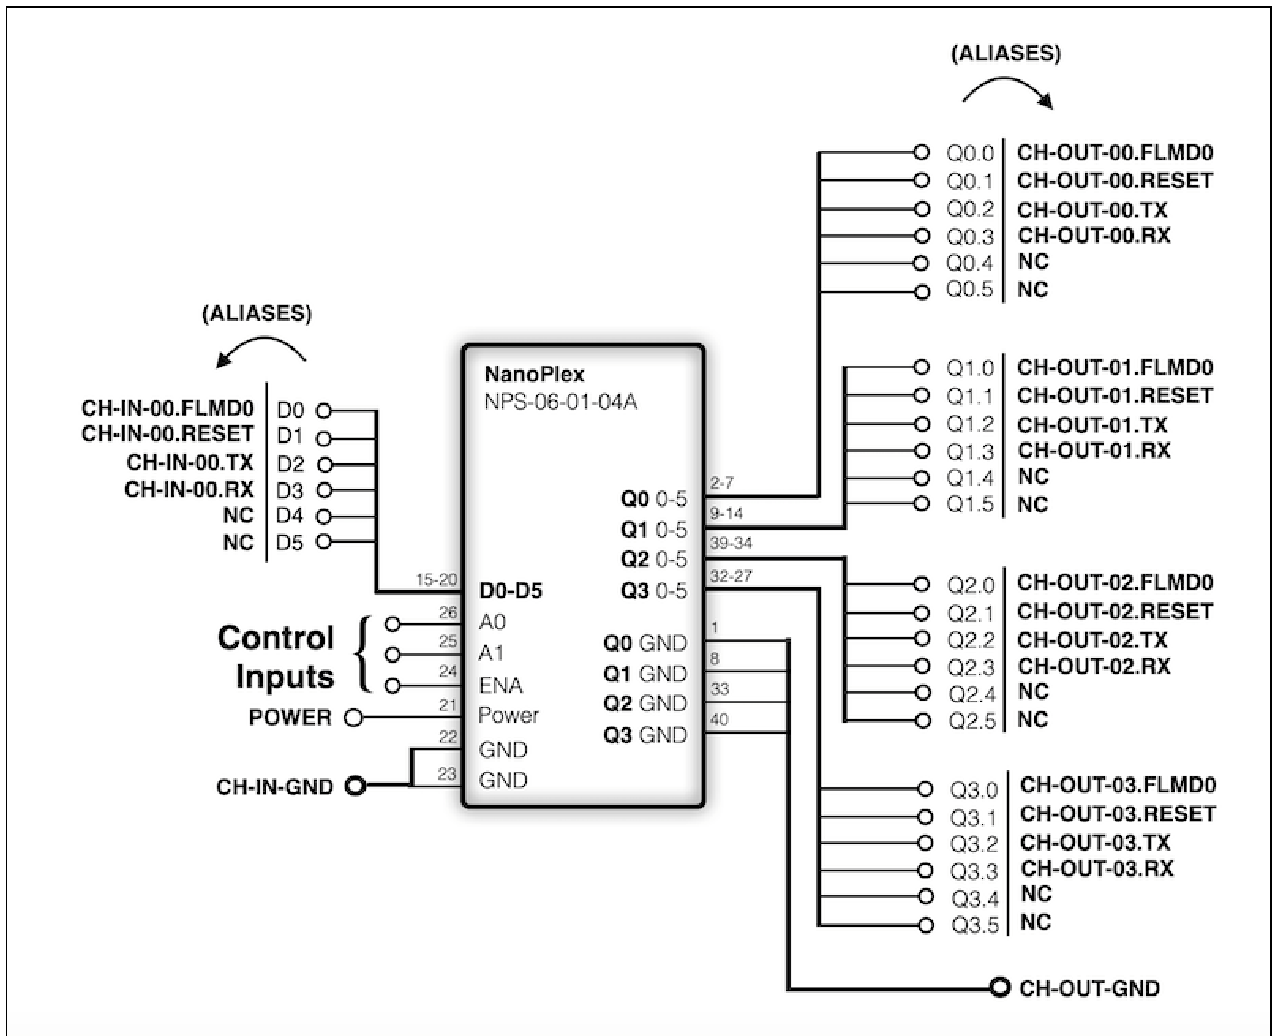 (ALIASES)
Q0.0 CH-OUT-00.FLMD0
Q0.1 CH-OUT-00.RESET
Q0.2 CH-OUT-00.TX
Q0.3 CH-OUT-00.RX
Q0.4 NC
Q0.5 NC
(ALIASES)
CH-IN-00.FLMD0 D0
CH-IN-00.RESET D1
CH-IN-00.TX D2
CH-IN-00.RX D3
NC D4
NC D5
NanoPlex
NPS-06-01-04A
Q1.0 CH-OUT-01.FLMD0
Q1.1 CH-OUT-01.RESET
Q1.2 CH-OUT-01.TX
Q1.3 CH-OUT-01.RX
Q1.4 NC
Q1.5 NC
Q0 0-5 2-7
Q1 0-5 9-14
Q2 0-5 39-34
Q3 0-5 32-27
15-20 D0-D5
26 A0
25 A1
24 ENA
Control
Inputs
POWER 21 Power
22 GND
CH-IN-GND 23 GND
Q0 GND 1
Q1 GND 8
Q2 GND 33
Q3 GND 40
Q2.0 CH-OUT-02.FLMD0
Q2.1 CH-OUT-02.RESET
Q2.2 CH-OUT-02.TX
Q2.3 CH-OUT-02.RX
Q2.4 NC
Q2.5 NC
Q3.0 CH-OUT-03.FLMD0
Q3.1 CH-OUT-03.RESET
Q3.2 CH-OUT-03.TX
Q3.3 CH-OUT-03.RX
Q3.4 NC
Q3.5 NC
CH-OUT-GND